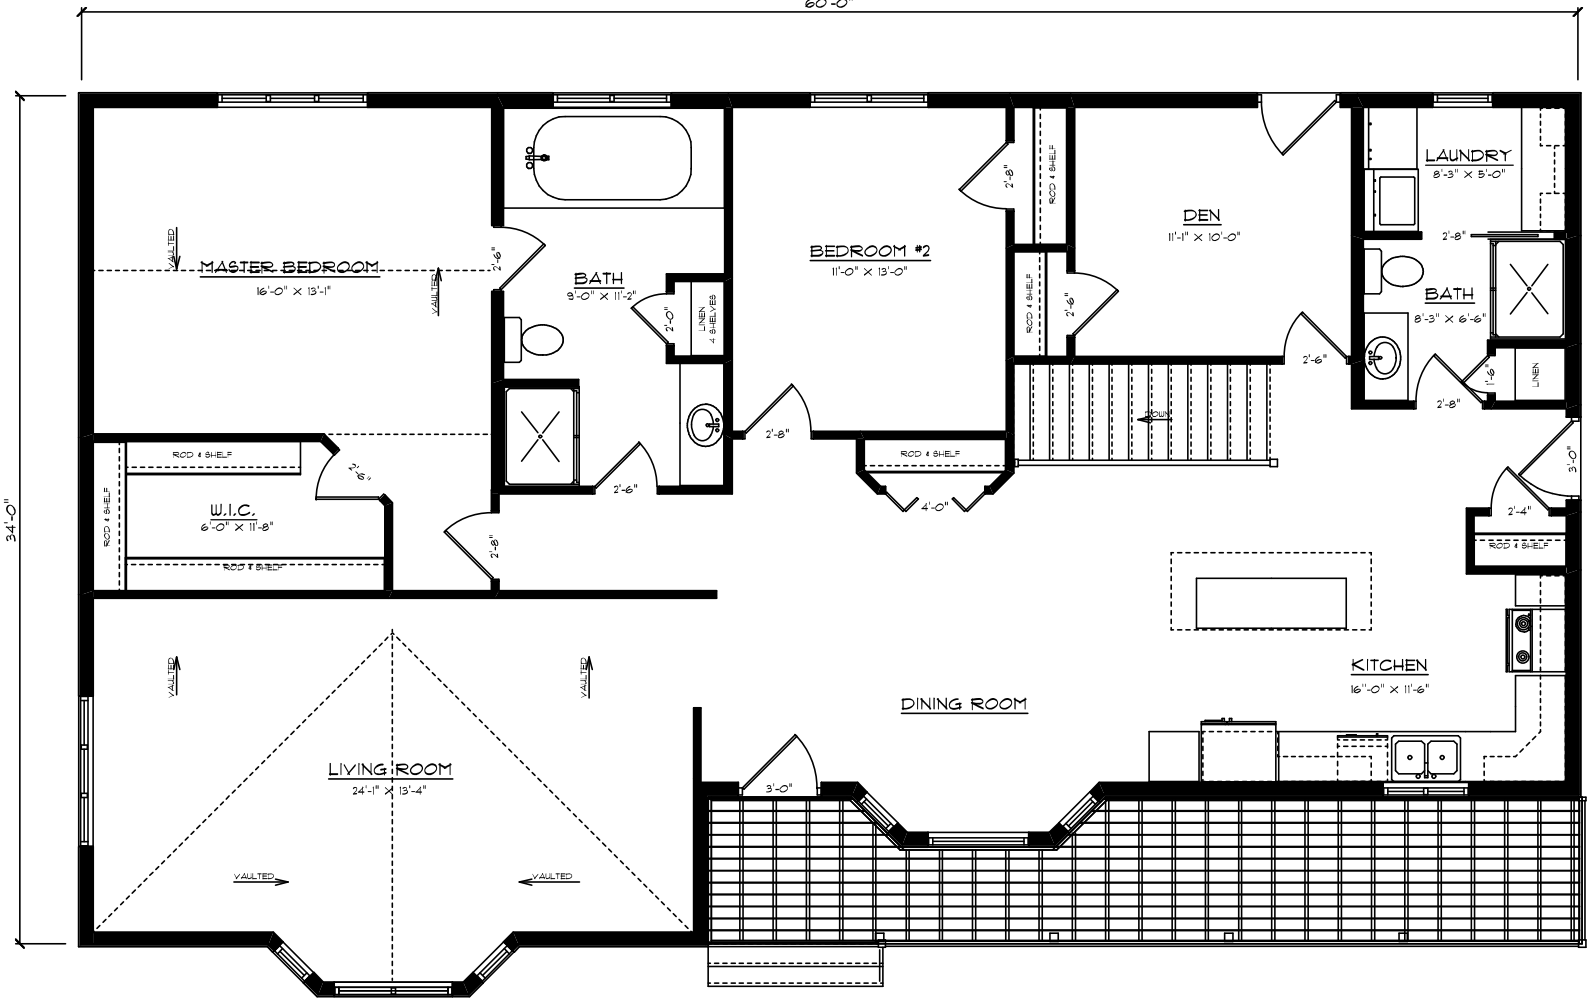 60'-0"
34'-0"
VAULTED
MASTER BEDROOM
16'-0" X 13'-1"
VAULTED
2'-6"
BATH
9'-0" X 11'-2"
2'-0"
LINEN
4 SHELVES
2'-6"
BEDROOM #2
11'-0" X 13'-0"
2'-8"
2'-8"
ROD & SHELF
ROD & SHELF
2'-6"
DEN
11'-1" X 10'-0"
2'-6"
LAUNDRY
8'-3" X 5'-0"
2'-8"
BATH
8'-3" X 6'-6"
1'-6"
LINEN
2'-8"
DOWN
3'-0"
2'-4"
ROD & SHELF
ROD & SHELF
4'-0"
ROD & SHELF
2'-6"
ROD & SHELF
W.I.C.
6'-0" X 11'-8"
ROD & SHELF
2'-8"
VAULTED
VAULTED
LIVING ROOM
24'-1" X 13'-4"
VAULTED
VAULTED
3'-0"
DINING ROOM
KITCHEN
16"-0" X 11'-6"